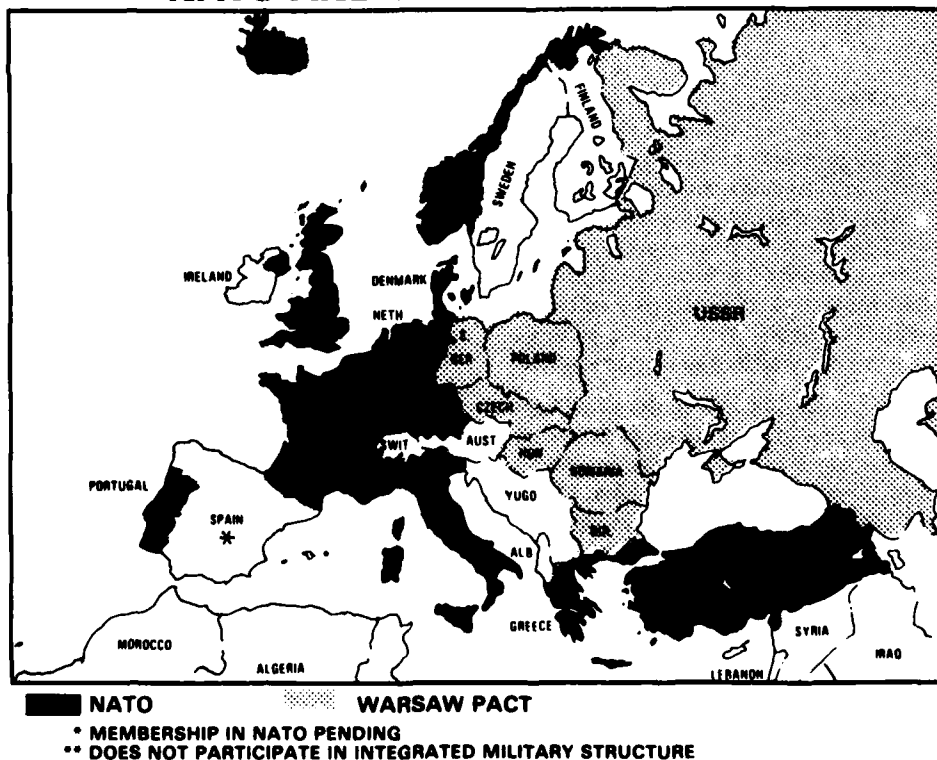 FINLAND
SWEDEN
IRELAND
DENMARK
NETH
USSR
E
GER
POLAND
CZECH
SWIT
AUST
HUN
ROMANIA
PORTUGAL
YUGO
SPAIN
*
ALB
GREECE
MOROCCO
ALGERIA
SYRIA
LEBANON
IRAQ
NATO WARSAW PACT
* MEMBERSHIP IN NATO PENDING
** DOES NOT PARTICIPATE IN INTEGRATED MILITARY STRUCTURE